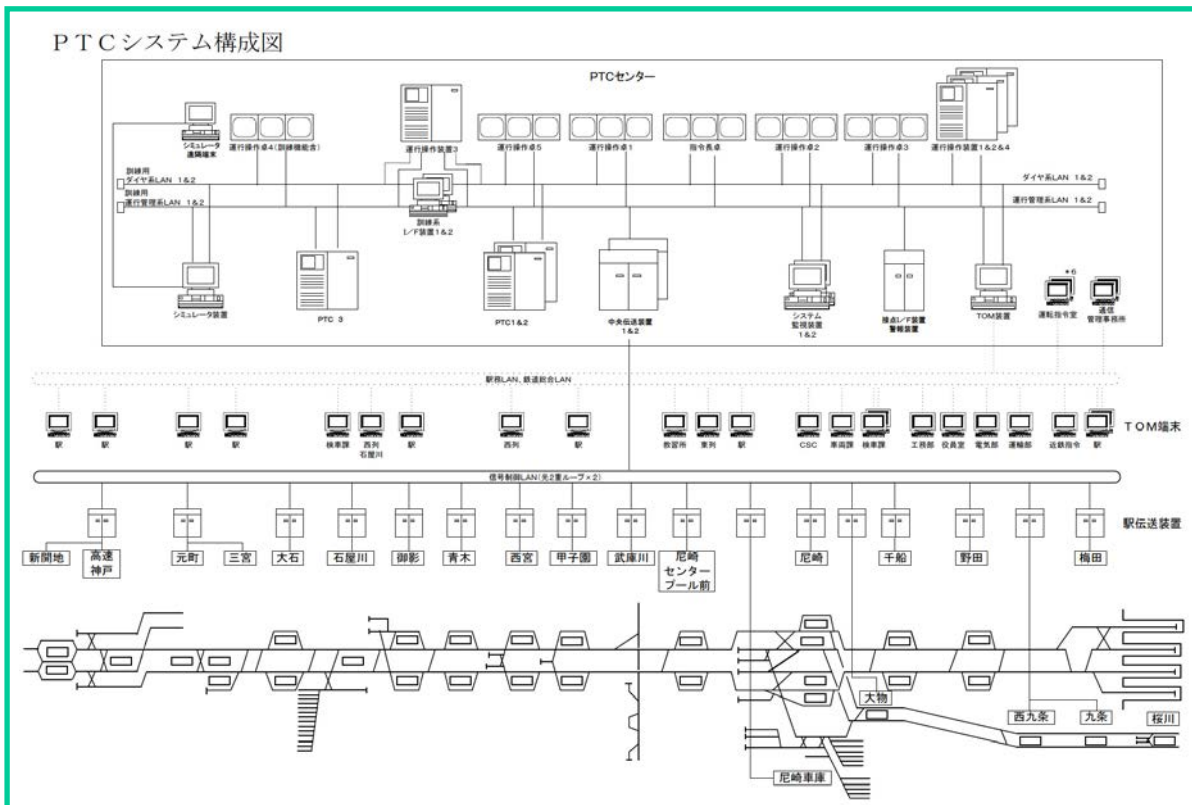 PTCシステム構成図
PTCセンター
シミュレータ
遠隔端末
運行操作卓4(訓練機能含)
運行操作装置3
運行操作卓5
運行操作卓1
指令長卓
運行操作卓2
運行操作卓3
運行操作装置1&2&4
訓練用
ダイヤ系LAN 1&2
訓練用
運行管理系LAN 1&2
ダイヤ系LAN 1&2
運行管理系LAN 1&2
訓練系
I/F装置1&2
シミュレータ装置
PTC 3
PTC1&2
中央伝送装置
1&2
システム
監視装置
1&2
接点I/F装置
警報装置
TOM装置
*6
運転指令室
通信
管理事務所
駅務LAN、鉄道総合LAN
駅
駅
駅
駅
検車課
西列
石屋川
駅
西列
駅
教習所
東列
駅
CSC
車両課
検車課
工務部
役員室
電気部
運輸部
近鉄指令
駅
TOM端末
信号制御LAN(光2重ループ×2)
駅伝送装置
新開地
高速
神戸
元町
三宮
大石
石屋川
御影
青木
西宮
甲子園
武庫川
尼崎
センター
プール前
尼崎
千船
野田
梅田
大物
西九条
九条
桜川
尼崎車庫